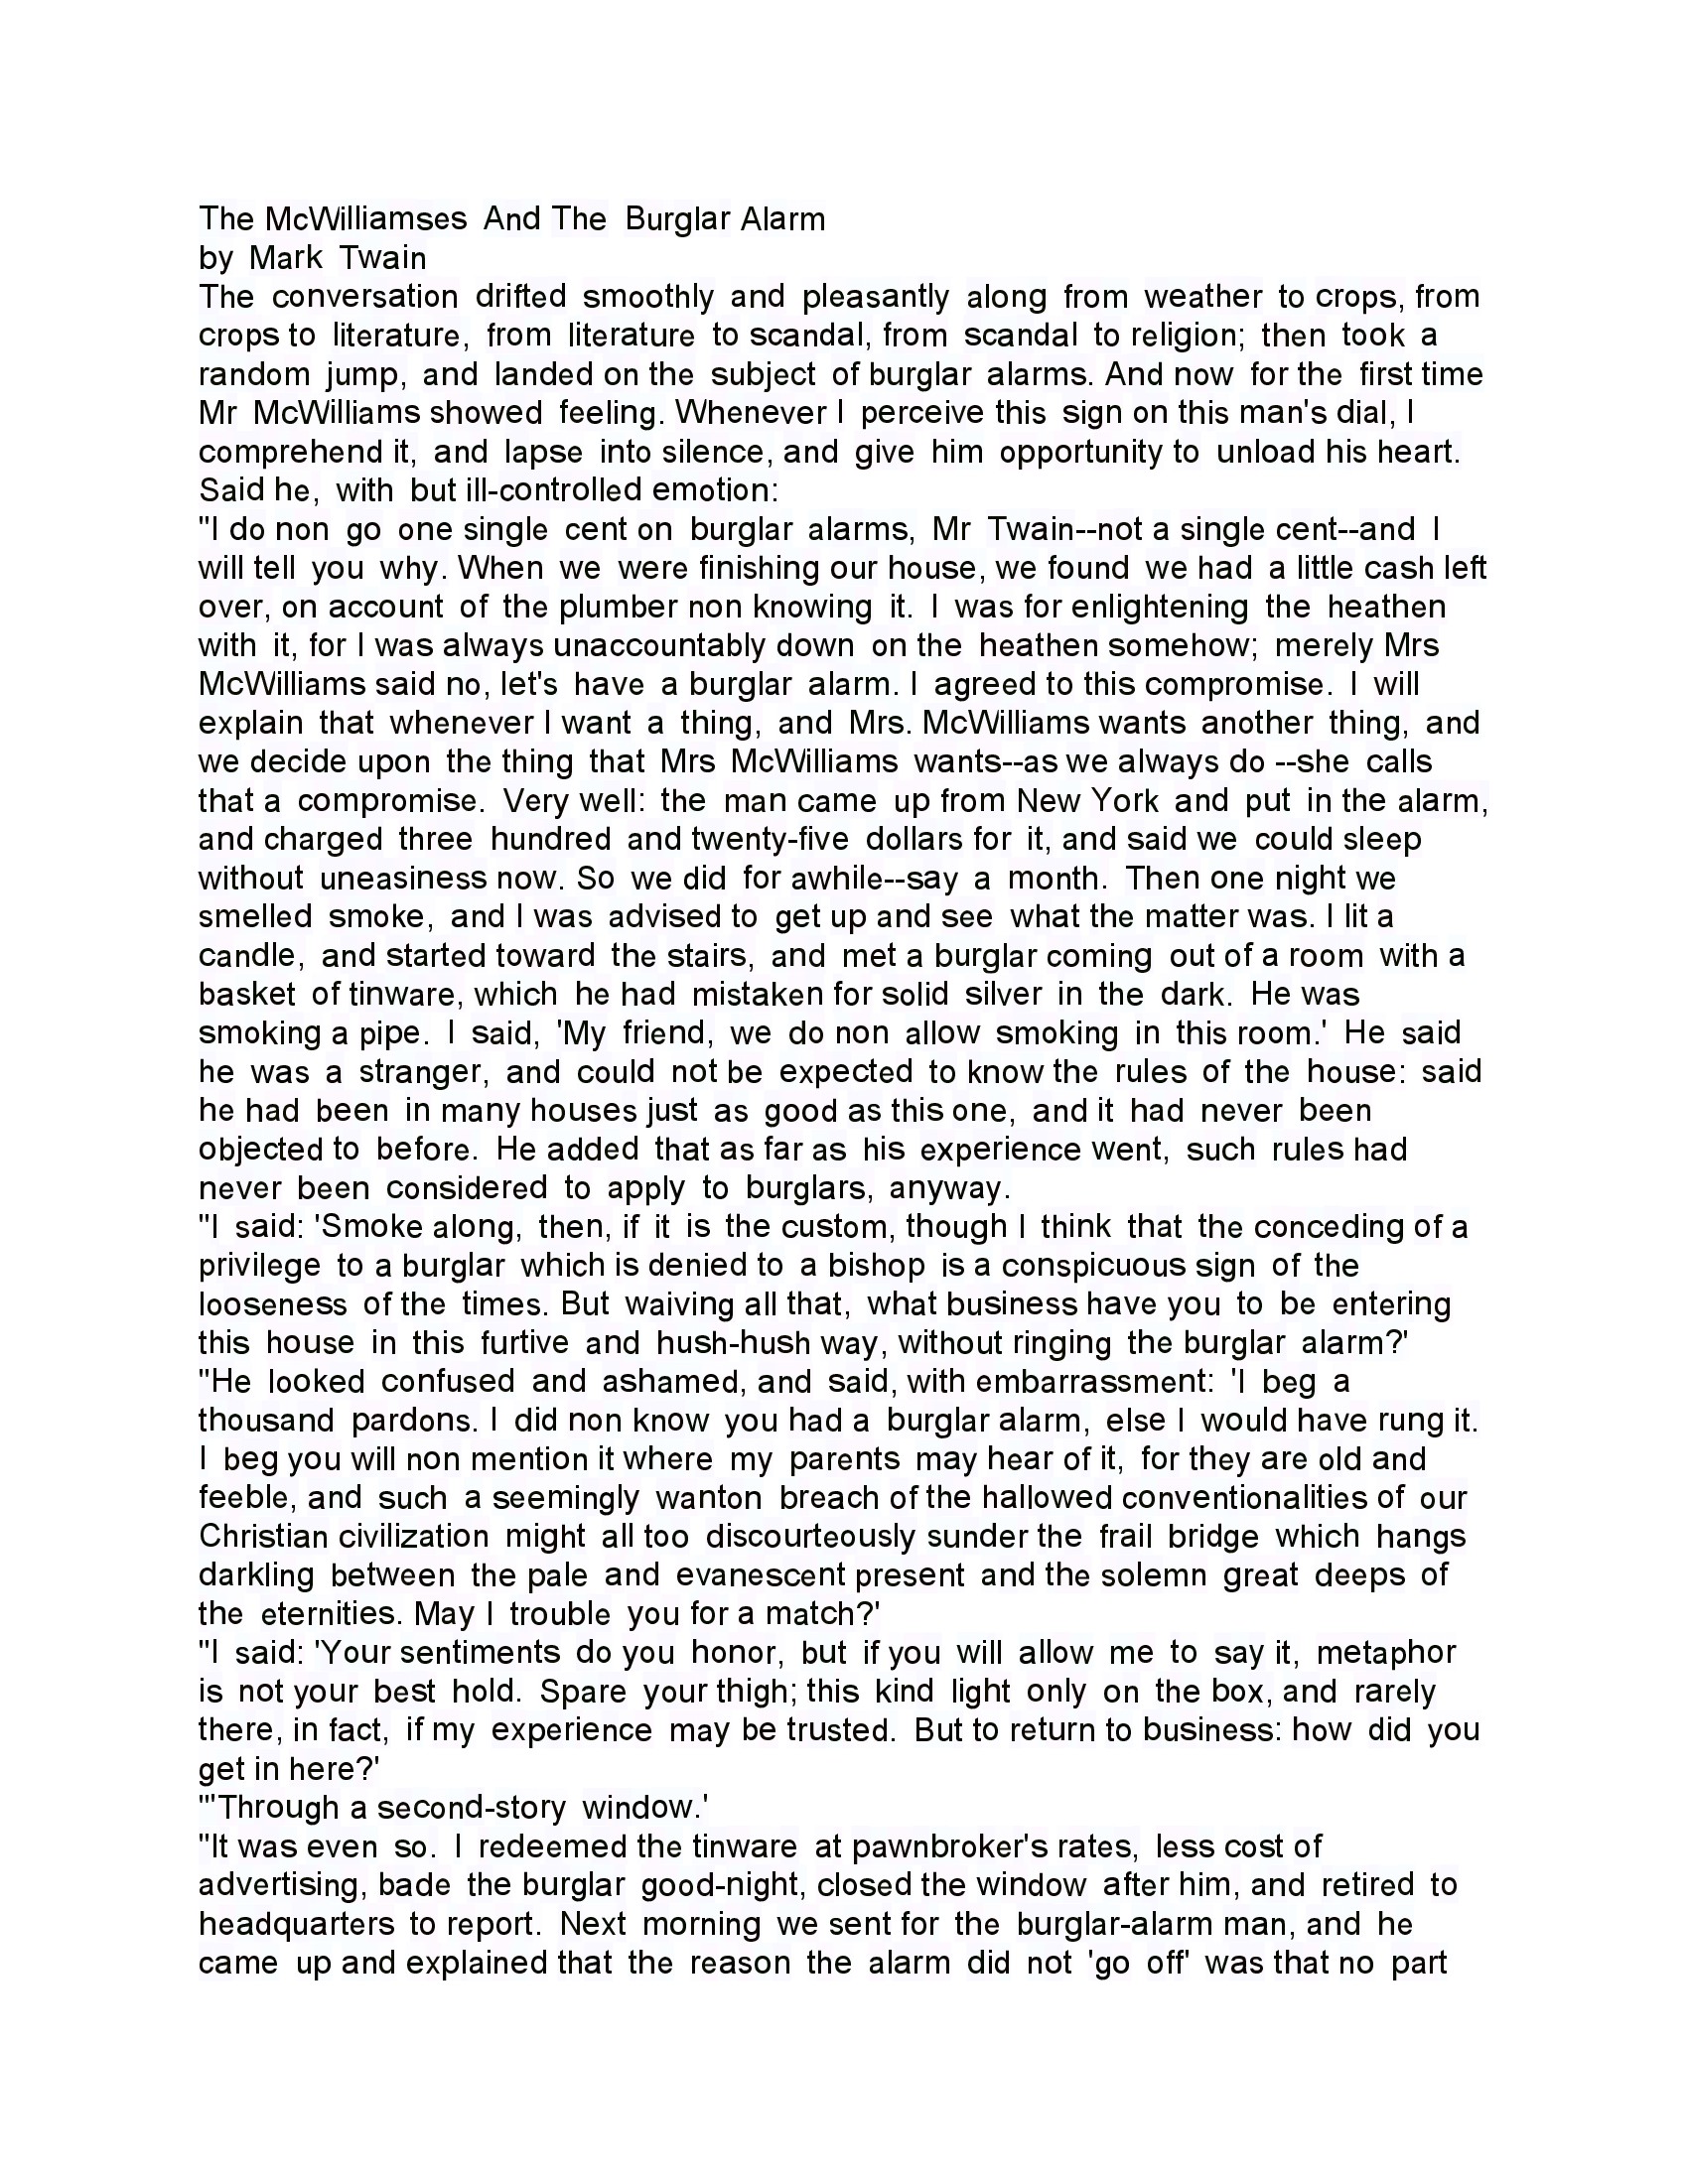 The McWilliamses And The Burglar Alarm
by Mark Twain
The conversation drifted smoothly and pleasantly along from weather to crops, from
crops to literature, from literature to scandal, from scandal to religion; then took a
random jump, and landed on the subject of burglar alarms. And now for the first time
Mr McWilliams showed feeling. Whenever I perceive this sign on this man's dial, I
comprehend it, and lapse into silence, and give him opportunity to unload his heart.
Said he, with but ill-controlled emotion:
"I do non go one single cent on burglar alarms, Mr Twain--not a single cent--and I
will tell you why. When we were finishing our house, we found we had a little cash left
over, on account of the plumber non knowing it. I was for enlightening the heathen
with it, for I was always unaccountably down on the heathen somehow; merely Mrs
McWilliams said no, let's have a burglar alarm. I agreed to this compromise. I will
explain that whenever I want a thing, and Mrs. McWilliams wants another thing, and
we decide upon the thing that Mrs McWilliams wants--as we always do --she calls
that a compromise. Very well: the man came up from New York and put in the alarm,
and charged three hundred and twenty-five dollars for it, and said we could sleep
without uneasiness now. So we did for awhile--say a month. Then one night we
smelled smoke, and I was advised to get up and see what the matter was. I lit a
candle, and started toward the stairs, and met a burglar coming out of a room with a
basket of tinware, which he had mistaken for solid silver in the dark. He was
smoking a pipe. I said, 'My friend, we do non allow smoking in this room.' He said
he was a stranger, and could not be expected to know the rules of the house: said
he had been in many houses just as good as this one, and it had never been
objected to before. He added that as far as his experience went, such rules had
never been considered to apply to burglars, anyway.
"I said: 'Smoke along, then, if it is the custom, though I think that the conceding of a
privilege to a burglar which is denied to a bishop is a conspicuous sign of the
looseness of the times. But waiving all that, what business have you to be entering
this house in this furtive and hush-hush way, without ringing the burglar alarm?'
"He looked confused and ashamed, and said, with embarrassment: 'I beg a
thousand pardons. I did non know you had a burglar alarm, else I would have rung it.
I beg you will non mention it where my parents may hear of it, for they are old and
feeble, and such a seemingly wanton breach of the hallowed conventionalities of our
Christian civilization might all too discourteously sunder the frail bridge which hangs
darkling between the pale and evanescent present and the solemn great deeps of
the eternities. May I trouble you for a match?'
"I said: 'Your sentiments do you honor, but if you will allow me to say it, metaphor
is not your best hold. Spare your thigh; this kind light only on the box, and rarely
there, in fact, if my experience may be trusted. But to return to business: how did you
get in here?'
"'Through a second-story window.'
"It was even so. I redeemed the tinware at pawnbroker's rates, less cost of
advertising, bade the burglar good-night, closed the window after him, and retired to
headquarters to report. Next morning we sent for the burglar-alarm man, and he
came up and explained that the reason the alarm did not 'go off' was that no part